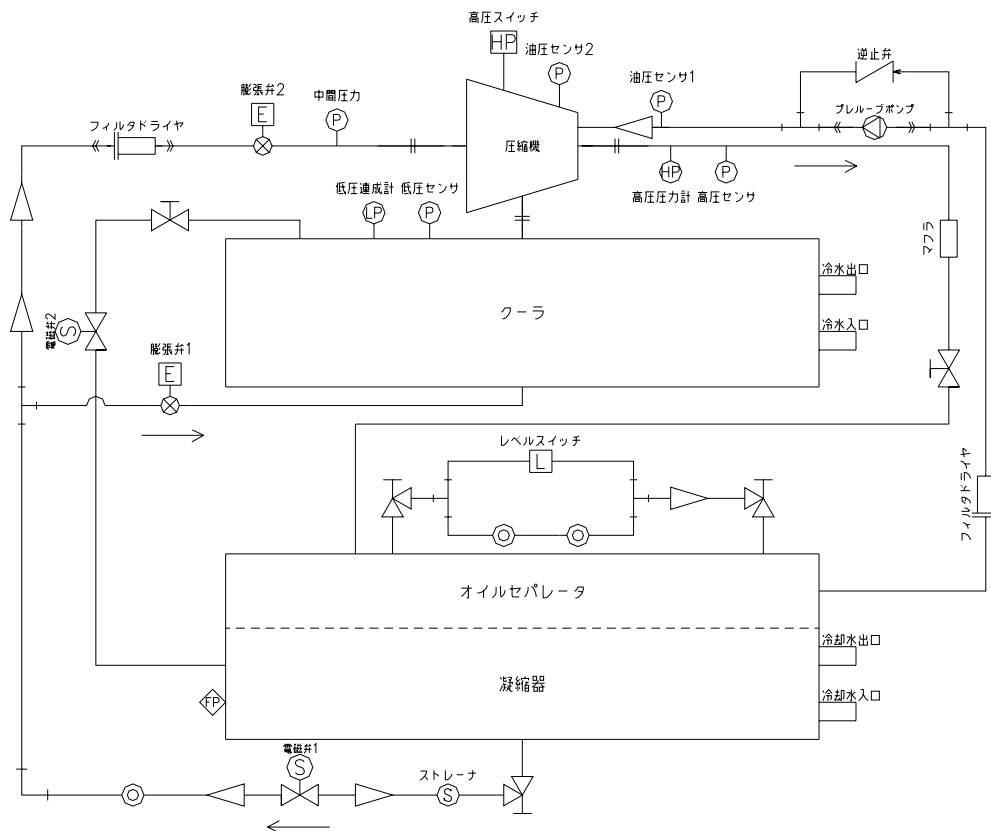 高圧スイッチ
HP
油圧センサ2
P
逆止弁
膨張弁2
E
中間圧力
P
油圧センサ1
P
プレルーブポンプ
フィルタドライヤ
圧縮機
低圧連成計
LP
低圧センサ
P
HP
高圧圧力計
P
高圧センサ
マフラ
冷水出口
クーラ
冷水入口
電磁弁2
S
膨張弁1
E
レベルスイッチ
L
フィルタドライヤ
オイルセパレータ
冷却水出口
凝縮器
冷却水入口
FP
電磁弁1
S
ストレーナ
S